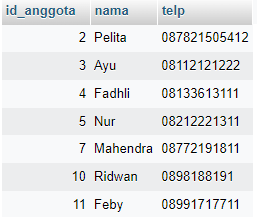 id_anggota nama telp
2 Pelita 087821505412
3 Ayu 08112121222
4 Fadhli 08133613111
5 Nur 08212221311
7 Mahendra 08772191811
10 Ridwan 0898188191
11 Feby 08991717711